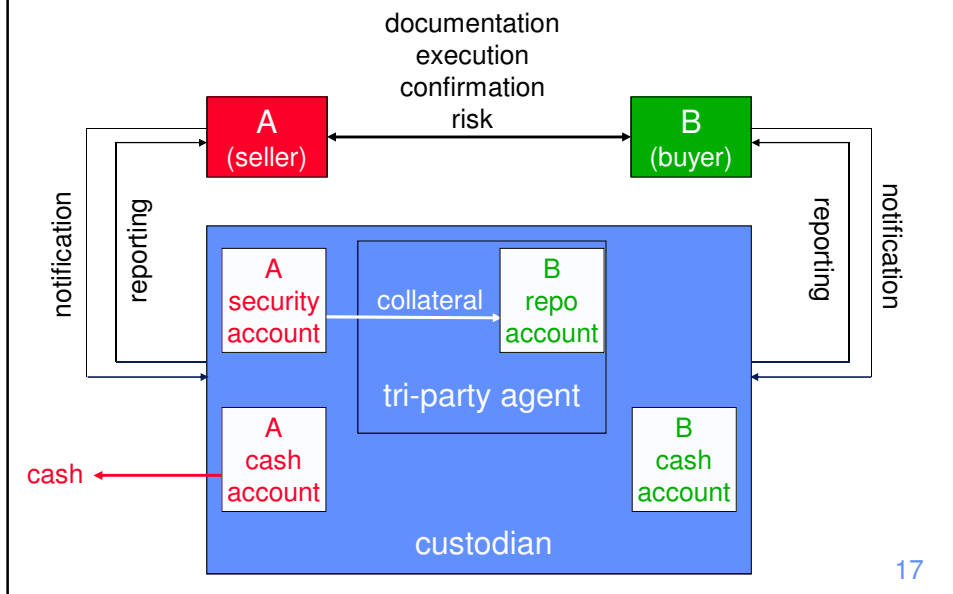 documentation
execution
confirmation
risk
A
(seller)
B
(buyer)
notification
reporting
reporting
notification
A
security
account
collateral
B
repo
account
tri-party agent
A
cash
account
B
cash
account
cash
custodian
17